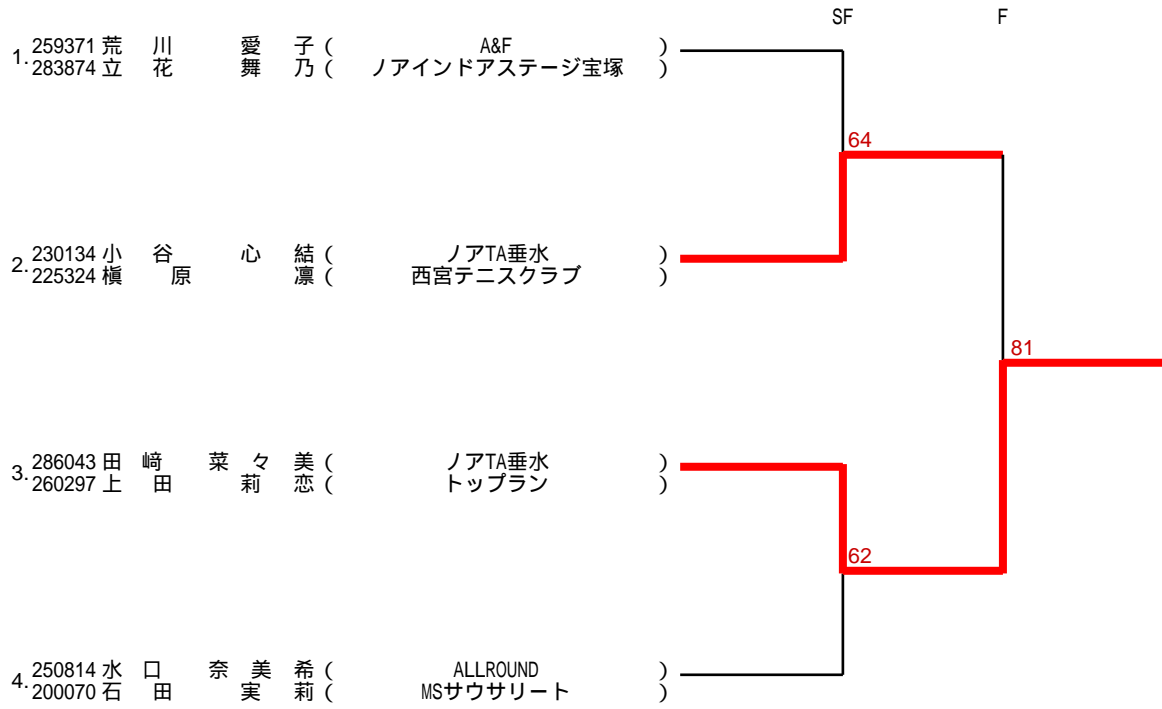 SF F
1. 259371 荒川 愛子 ( A&F )
283874 立花 舞乃 ( ノアインドアステージ宝塚 )
64
2. 230134 小谷 心結 ( ノアTA垂水 )
225324 槇原 凛 ( 西宮テニスクラブ )
81
3. 286043 田﨑 菜々美 ( ノアTA垂水 )
260297 上田 莉恋 ( トップラン )
62
4. 250814 水口 奈美希 ( ALLROUND )
200070 石田 実莉 ( MSサウサリート )